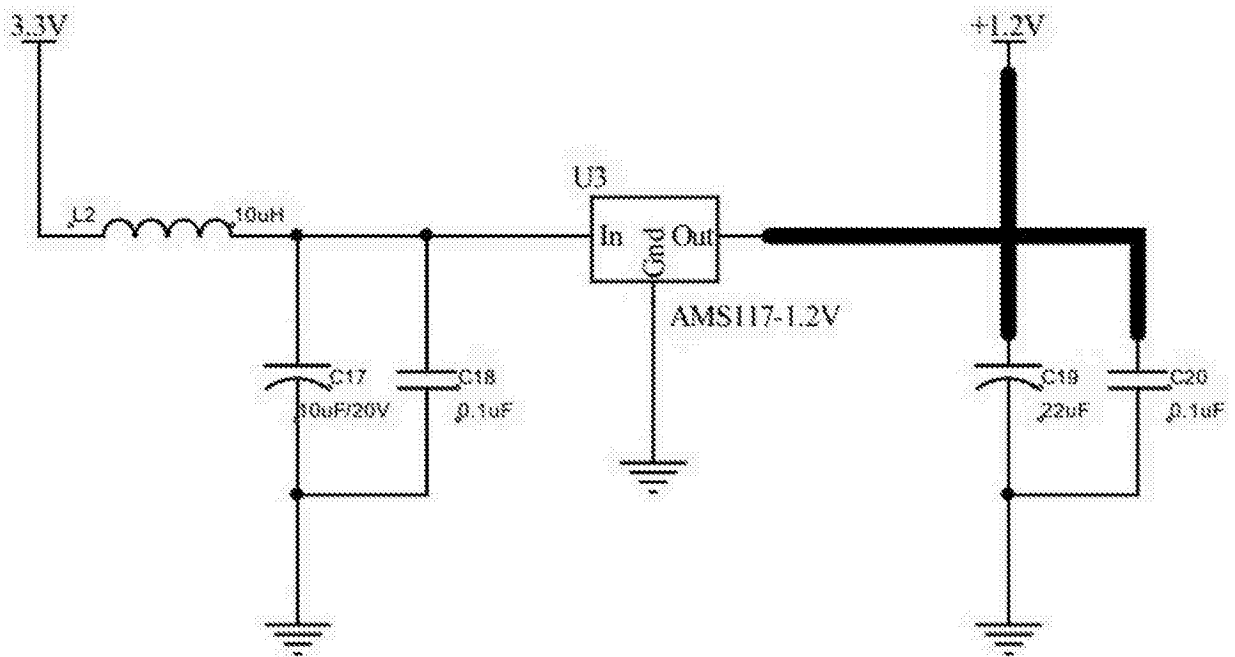 3.3V
+1.2V
U3
L2
10uH
In
Gnd
Out
AMS117-1.2V
C17
10uF/20V
C18
0.1uF
C19
22uF
C20
0.1uF